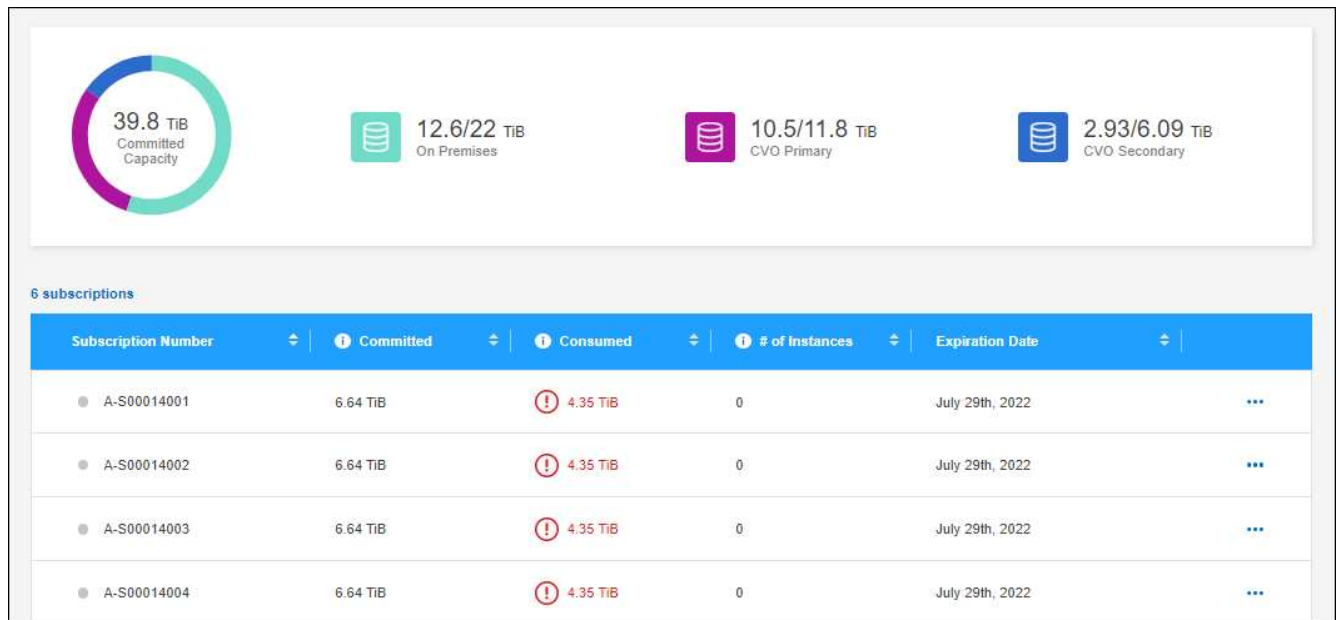 39.8 TiB
Committed
Capacity
12.6/22 TiB
On Premises
10.5/11.8 TiB
CVO Primary
2.93/6.09 TiB
CVO Secondary
6 subscriptions
Subscription Number Committed Consumed # of Instances Expiration Date
A-S00014001 6.64 TiB 4.35 TiB 0 July 29th, 2022
A-S00014002 6.64 TiB 4.35 TiB 0 July 29th, 2022
A-S00014003 6.64 TiB 4.35 TiB 0 July 29th, 2022
A-S00014004 6.64 TiB 4.35 TiB 0 July 29th, 2022